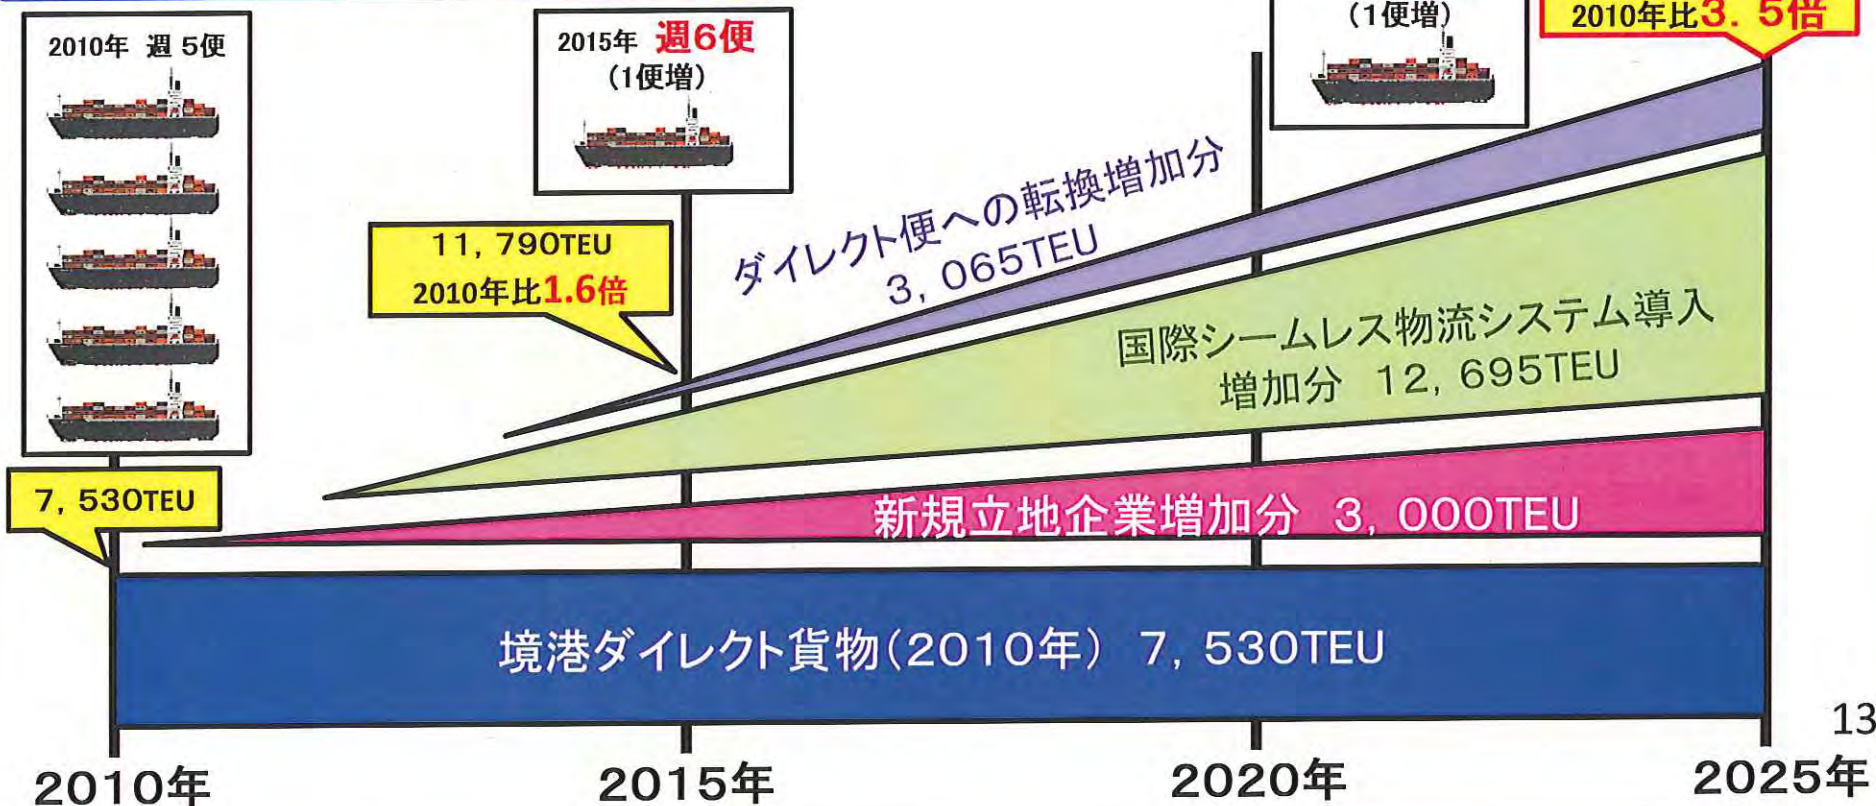 2010年 週 5便
2015年 週6便
(1便増)
(1便増)
2010年比3. 5倍
11, 790TEU
2010年比1.6倍
ダイレクト便への転換増加分
3, 065TEU
国際シームレス物流システム導入
増加分 12, 695TEU
7, 530TEU
新規立地企業増加分 3, 000TEU
境港ダイレクト貨物(2010年) 7, 530TEU
13
2010年
2015年
2020年
2025年